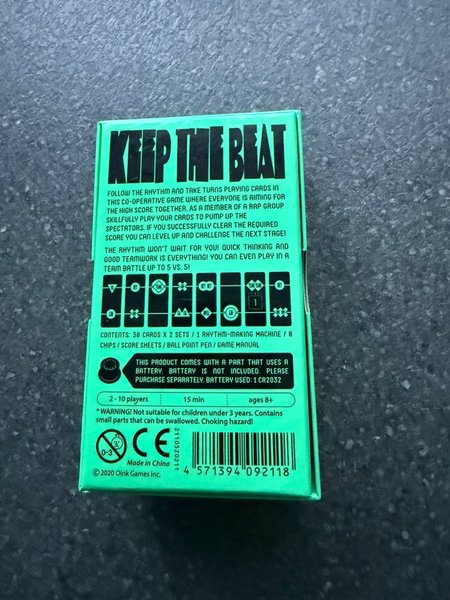 KEEP THE BEAT
FOLLOW THE RHYTHM AND TAKE TURNS PLAYING CARDS IN
THIS CO-OPERATIVE GAME WHERE EVERYONE IS AIMING FOR
THE HIGH SCORE TOGETHER. AS A MEMBER OF A RAP GROUP
SKILLFULLY PLAY YOUR CARDS TO PUMP UP THE
SPECTATORS. IF YOU SUCCESSFULLY CLEAR THE REQUIRED
SCORE YOU CAN LEVEL UP AND CHALLENGE THE NEXT STAGE!
THE RHYTHM WON'T WAIT FOR YOU! QUICK THINKING AND
GOOD TEAMWORK IS EVERYTHING! YOU CAN EVEN PLAY IN A
TEAM BATTLE UP TO 5 VS. 5!
1
CONTENTS: 38 CARDS X 2 SETS / 1 RHYTHM-MAKING MACHINE / 8
CHIPS / SCORE SHEETS / BALL POINT PEN / GAME MANUAL
THIS PRODUCT COMES WITH A PART THAT USES A
BATTERY. BATTERY IS NOT INCLUDED. PLEASE
PURCHASE SEPARATELY. BATTERY USED: 1 CR2032
2 - 10 players 15 min ages 8+
* WARNING! Not suitable for children under 3 years. Contains
small parts that can be swallowed. Choking hazard!
0-3 CE
Made in China
© 2020 Oink Games Inc.
2110520211
4 571394 092118